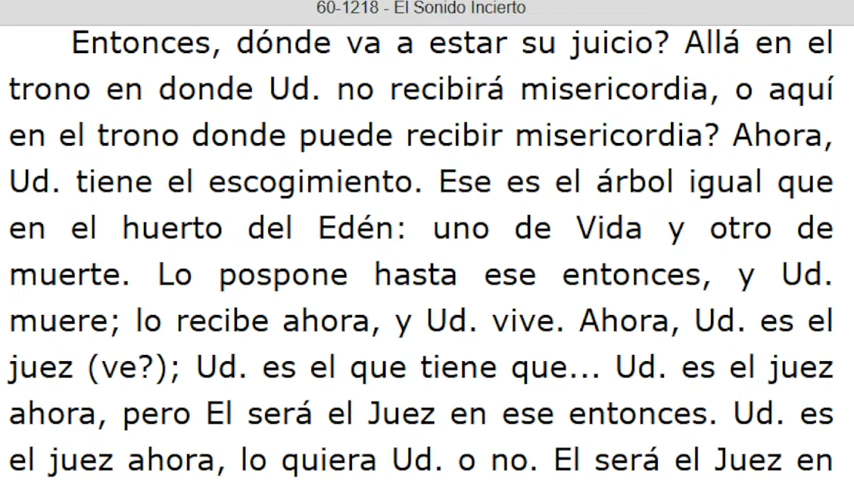 60-1218 - El Sonido Incierto
Entonces, dónde va a estar su juicio? Allá en el
trono en donde Ud. no recibirá misericordia, o aquí
en el trono donde puede recibir misericordia? Ahora,
Ud. tiene el escogimiento. Ese es el árbol igual que
en el huerto del Edén: uno de Vida y otro de
muerte. Lo pospone hasta ese entonces, y Ud.
muere; lo recibe ahora, y Ud. vive. Ahora, Ud. es el
juez (ve?); Ud. es el que tiene que... Ud. es el juez
ahora, pero El será el Juez en ese entonces. Ud. es
el juez ahora, lo quiera Ud. o no. El será el Juez en